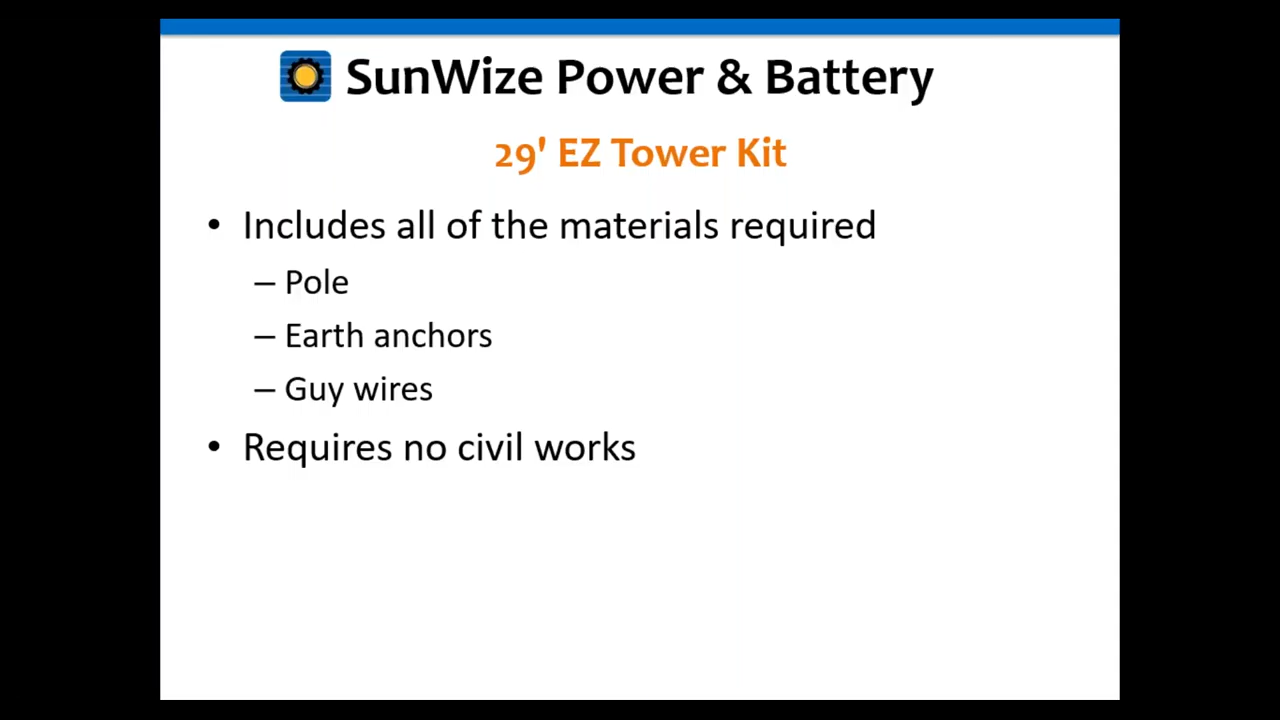 SunWize Power & Battery
29' EZ Tower Kit
• Includes all of the materials required
– Pole
– Earth anchors
– Guy wires
• Requires no civil works